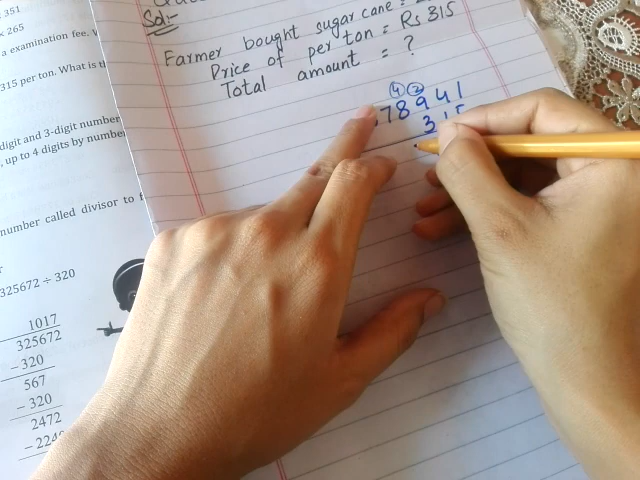 351
x 265
a examination fee.
315 per ton. What is
digit and 3-digit number
, up to 4 digits by number
number called divisor to
325672 ÷ 320
1017
325672
−320
567
− 320
2472
Sol:-
Farmer bought sugar cane =
Price of per ton = Rs 315
Total amount = ?
4 2
78941
315